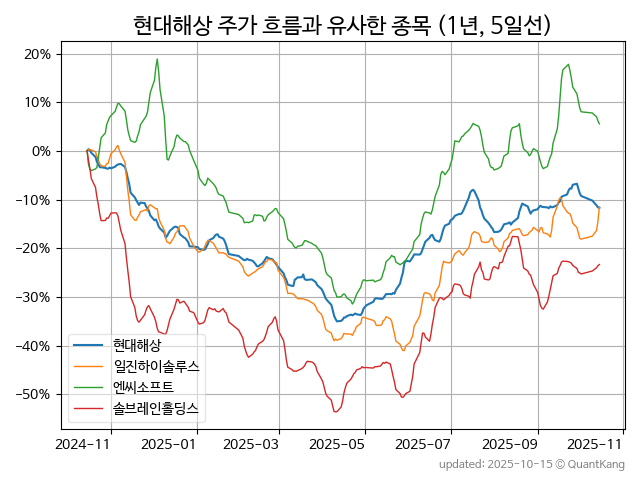 현대해상 주가 흐름과 유사한 종목 (1년, 5일선)
20%
10%
0%
−10%
−20%
−30%
−40%
−50%
현대해상
일진하이솔루스
엔씨소프트
솔브레인홀딩스
2024-11 2025-01 2025-03 2025-05 2025-07 2025-09 2025-11
updated: 2025-10-15 © QuantKang